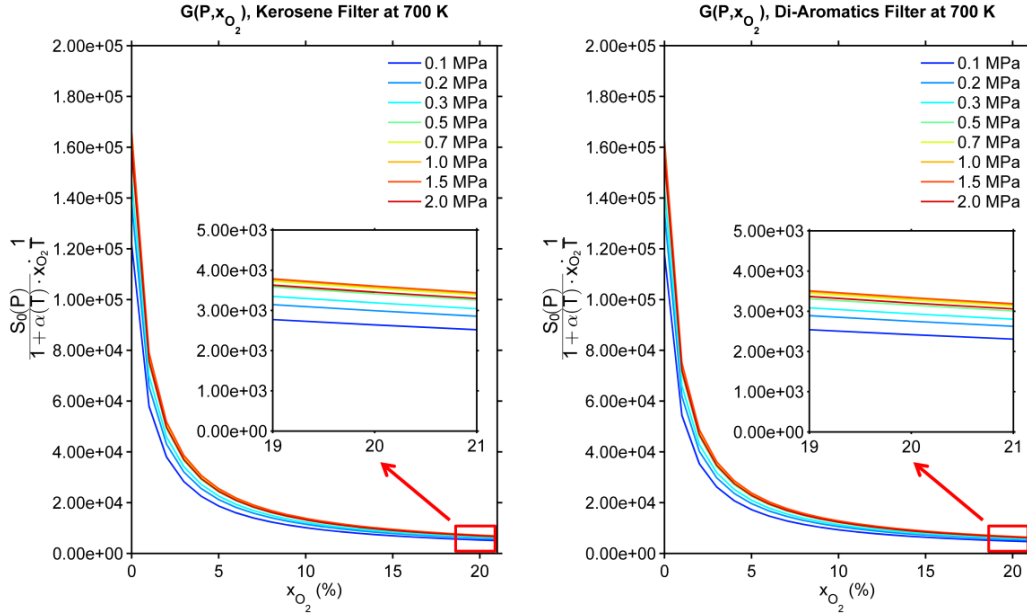 G(P,x_O2), Kerosene Filter at 700 K
2.00e+05
1.80e+05
1.60e+05
1.40e+05
1.20e+05
1.00e+05
8.00e+04
6.00e+04
4.00e+04
2.00e+04
0.00e+00
S₀(P)
1 + α(T) · x_O2
· 1
T
0.1 MPa
0.2 MPa
0.3 MPa
0.5 MPa
0.7 MPa
1.0 MPa
1.5 MPa
2.0 MPa
5.00e+03
4.00e+03
3.00e+03
2.00e+03
1.00e+03
0.00e+00
19 20 21
0 5 10 15 20
x_O2 (%)
G(P,x_O2), Di-Aromatics Filter at 700 K
2.00e+05
1.80e+05
1.60e+05
1.40e+05
1.20e+05
1.00e+05
8.00e+04
6.00e+04
4.00e+04
2.00e+04
0.00e+00
S₀(P)
1 + α(T) · x_O2
· 1
T
0.1 MPa
0.2 MPa
0.3 MPa
0.5 MPa
0.7 MPa
1.0 MPa
1.5 MPa
2.0 MPa
5.00e+03
4.00e+03
3.00e+03
2.00e+03
1.00e+03
0.00e+00
19 20 21
0 5 10 15 20
x_O2 (%)